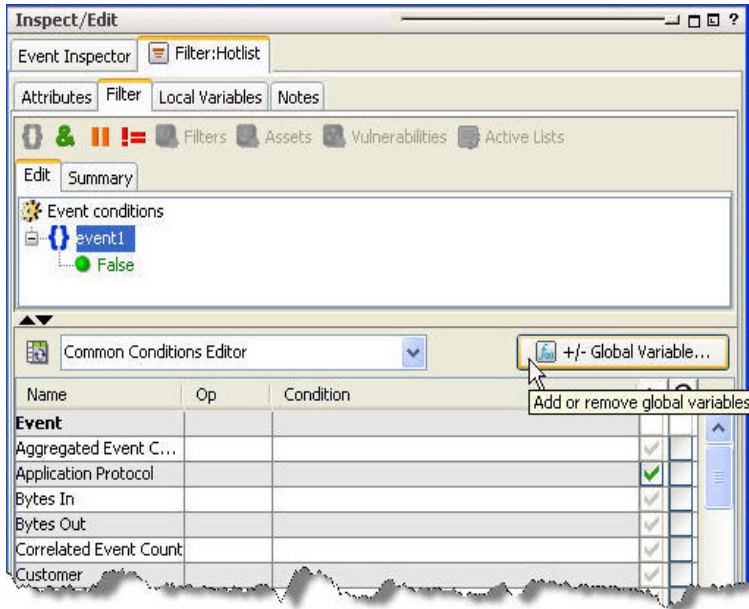 Inspect/Edit ?
Event Inspector Filter:Hotlist
Attributes Filter Local Variables Notes
{} & || != Filters Assets Vulnerabilities Active Lists
Edit Summary
Event conditions
{} event1
False
Common Conditions Editor +/- Global Variable...
Name Op Condition
Add or remove global variables
Event
Aggregated Event C...
Application Protocol
Bytes In
Bytes Out
Correlated Event Count
Customer